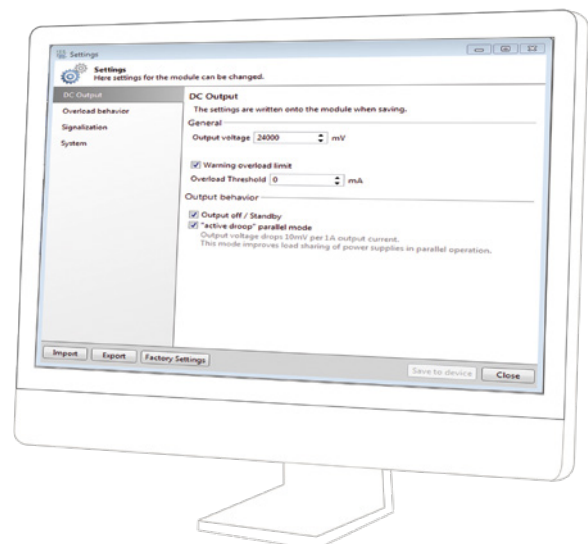 Settings
Settings
Here settings for the module can be changed.
DC Output
Overload behavior
Signalization
System
DC Output
The settings are written onto the module when saving.
General
Output voltage 24000 mV
Warning overload limit
Overload Threshold 0 mA
Output behavior
Output off / Standby
"active droop" parallel mode
Output voltage drops 10mV per 1A output current.
This mode improves load sharing of power supplies in parallel operation.
Import Export Factory Settings Save to device Close